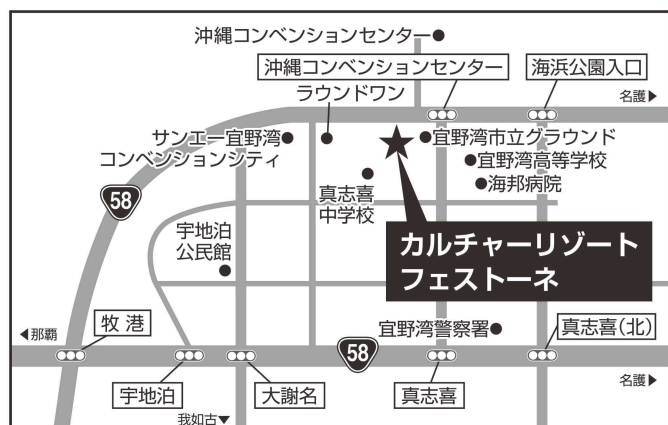 沖縄コンベンションセンター
沖縄コンベンションセンター
海浜公園入口
名護▶
ラウンドワン
サンエー宜野湾
コンベンションシティ
宜野湾市立グラウンド
宜野湾高等学校
海邦病院
真志喜
中学校
58
宇地泊
公民館
カルチャーリゾート
フェストーネ
◀那覇
牧港
宜野湾警察署
真志喜(北)
58
宇地泊
大謝名
真志喜
名護▶
我如古▼